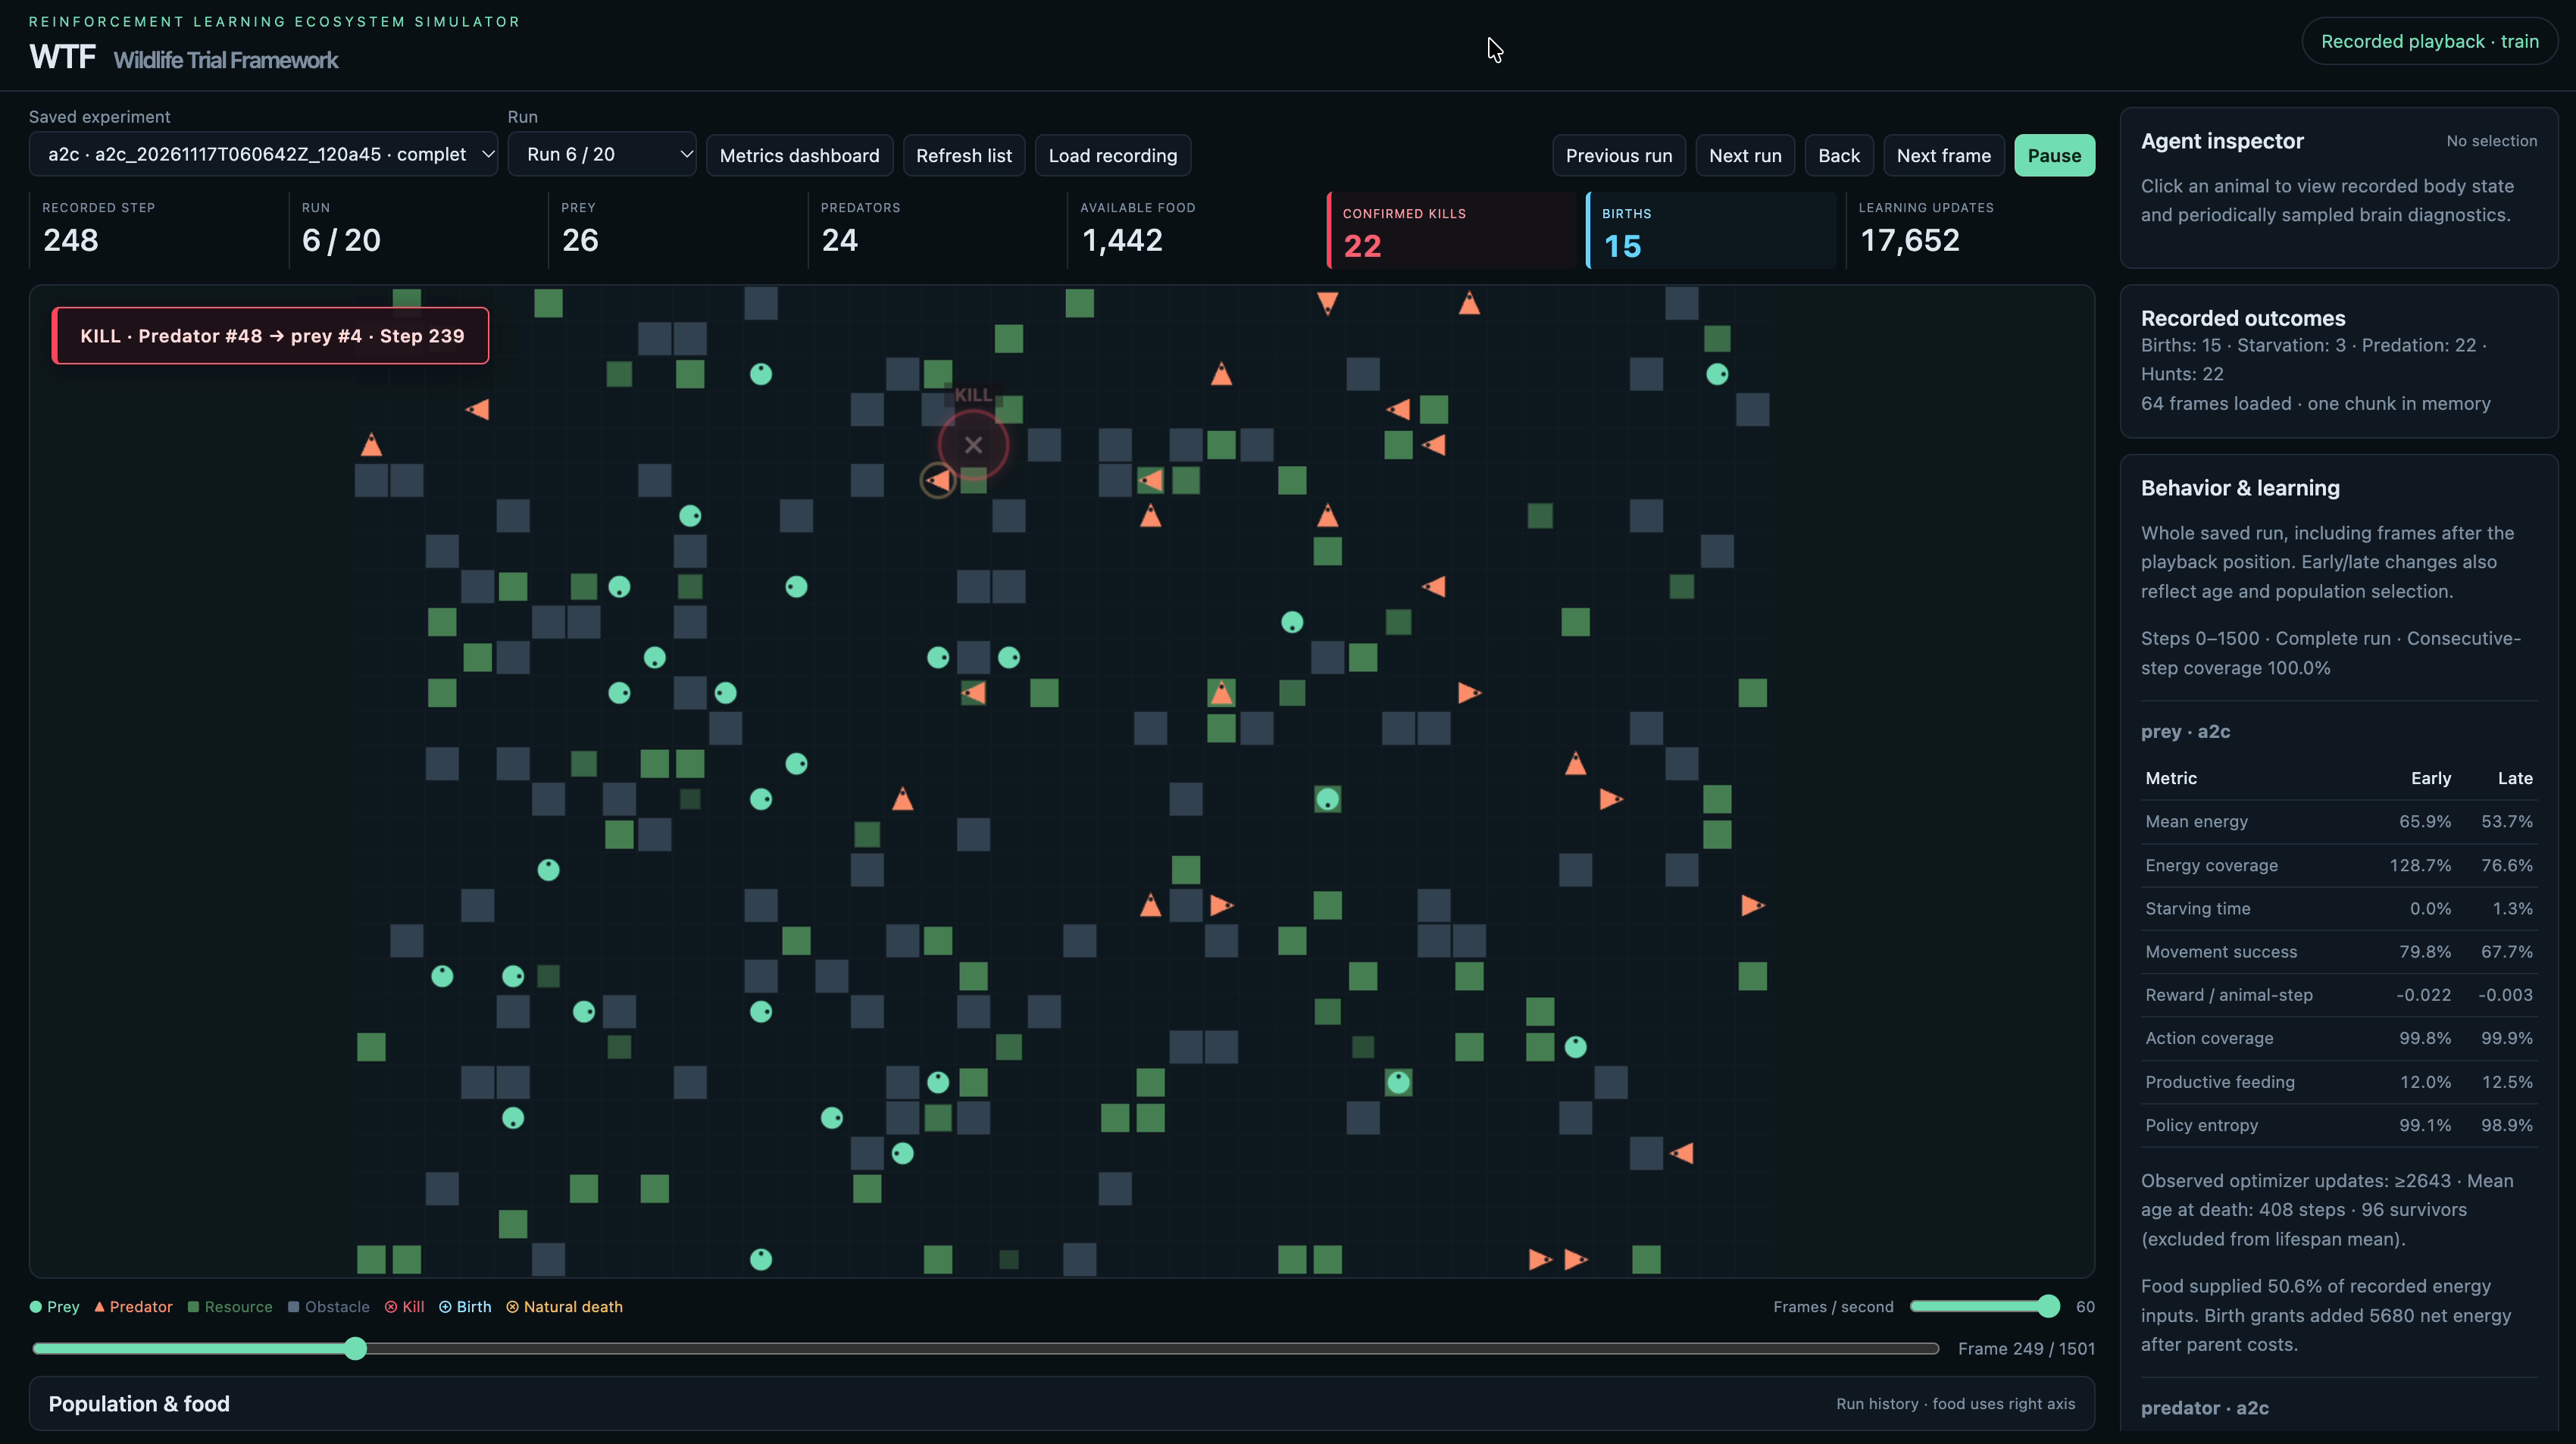 REINFORCEMENT LEARNING ECOSYSTEM SIMULATOR
WTF Wildlife Trial Framework
Recorded playback · train
Saved experiment
Run
a2c · a2c_20261117T060642Z_120a45 · complet
Run 6 / 20
Metrics dashboard
Refresh list
Load recording
Previous run
Next run
Back
Next frame
Pause
RECORDED STEP
248
RUN
6 / 20
PREY
26
PREDATORS
24
AVAILABLE FOOD
1,442
CONFIRMED KILLS
22
BIRTHS
15
LEARNING UPDATES
17,652
KILL · Predator #48 → prey #4 · Step 239
KILL
Prey
Predator
Resource
Obstacle
Kill
Birth
Natural death
Frames / second
60
Frame 249 / 1501
Population & food
Run history · food uses right axis
Agent inspector
No selection
Click an animal to view recorded body state
and periodically sampled brain diagnostics.
Recorded outcomes
Births: 15 · Starvation: 3 · Predation: 22 ·
Hunts: 22
64 frames loaded · one chunk in memory
Behavior & learning
Whole saved run, including frames after the
playback position. Early/late changes also
reflect age and population selection.
Steps 0–1500 · Complete run · Consecutive-
step coverage 100.0%
prey · a2c
Metric Early Late
Mean energy 65.9% 53.7%
Energy coverage 128.7% 76.6%
Starving time 0.0% 1.3%
Movement success 79.8% 67.7%
Reward / animal-step -0.022 -0.003
Action coverage 99.8% 99.9%
Productive feeding 12.0% 12.5%
Policy entropy 99.1% 98.9%
Observed optimizer updates: ≥2643 · Mean
age at death: 408 steps · 96 survivors
(excluded from lifespan mean).
Food supplied 50.6% of recorded energy
inputs. Birth grants added 5680 net energy
after parent costs.
predator · a2c